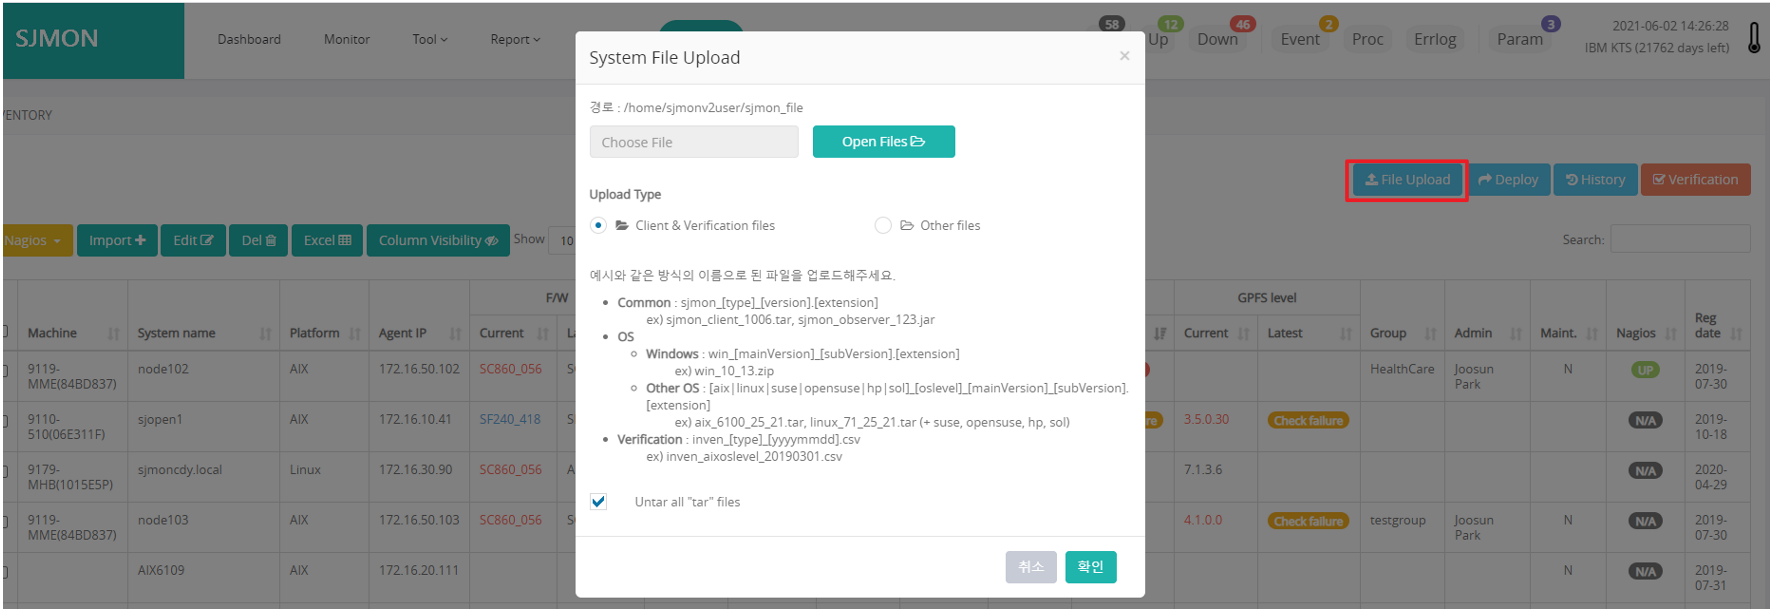 SJMON
Dashboard
Monitor
Tool
Report
58
Up 12
Down 46
Event 2
Proc
Errlog
Param 3
2021-06-02 14:26:28
IBM KTS (21762 days left)
System File Upload
×
경로 : /home/sjmonv2user/sjmon_file
Choose File
Open Files
Upload Type
Client & Verification files
Other files
예시와 같은 방식의 이름으로 된 파일을 업로드해주세요.
• Common : sjmon_[type]_[version].[extension]
ex) sjmon_client_1006.tar, sjmon_observer_123.jar
• OS
Windows : win_[mainVersion]_[subVersion].[extension]
ex) win_10_13.zip
Other OS : [aix|linux|suse|opensuse|hp|sol]_[oslevel]_[mainVersion]_[subVersion].
[extension]
ex) aix_6100_25_21.tar, linux_71_25_21.tar (+ suse, opensuse, hp, sol)
• Verification : inven_[type]_[yyyymmdd].csv
ex) inven_aixoslevel_20190301.csv
Untar all "tar" files
취소
확인
File Upload
Deploy
History
Verification
Nagios
Import
Edit
Del
Excel
Column Visibility
Show 10
Search:
F/W
GPFS level
Machine
System name
Platform
Agent IP
Current
Current
Latest
Group
Admin
Maint.
Nagios
Reg
date
9119-
MME(84BD837)
node102
AIX
172.16.50.102
SC860_056
HealthCare
Joosun
Park
N
UP
2019-
07-30
9110-
510(06E311F)
sjopen1
AIX
172.16.10.41
SF240_418
3.5.0.30
Check failure
N/A
2019-
10-18
9179-
MHB(1015E5P)
sjmoncdy.local
Linux
172.16.30.90
SC860_056
7.1.3.6
N/A
2020-
04-29
9119-
MME(84BD837)
node103
AIX
172.16.50.103
SC860_056
4.1.0.0
Check failure
testgroup
Joosun
Park
N
N/A
2019-
07-30
AIX6109
AIX
172.16.20.111
N
N/A
2019-
07-31